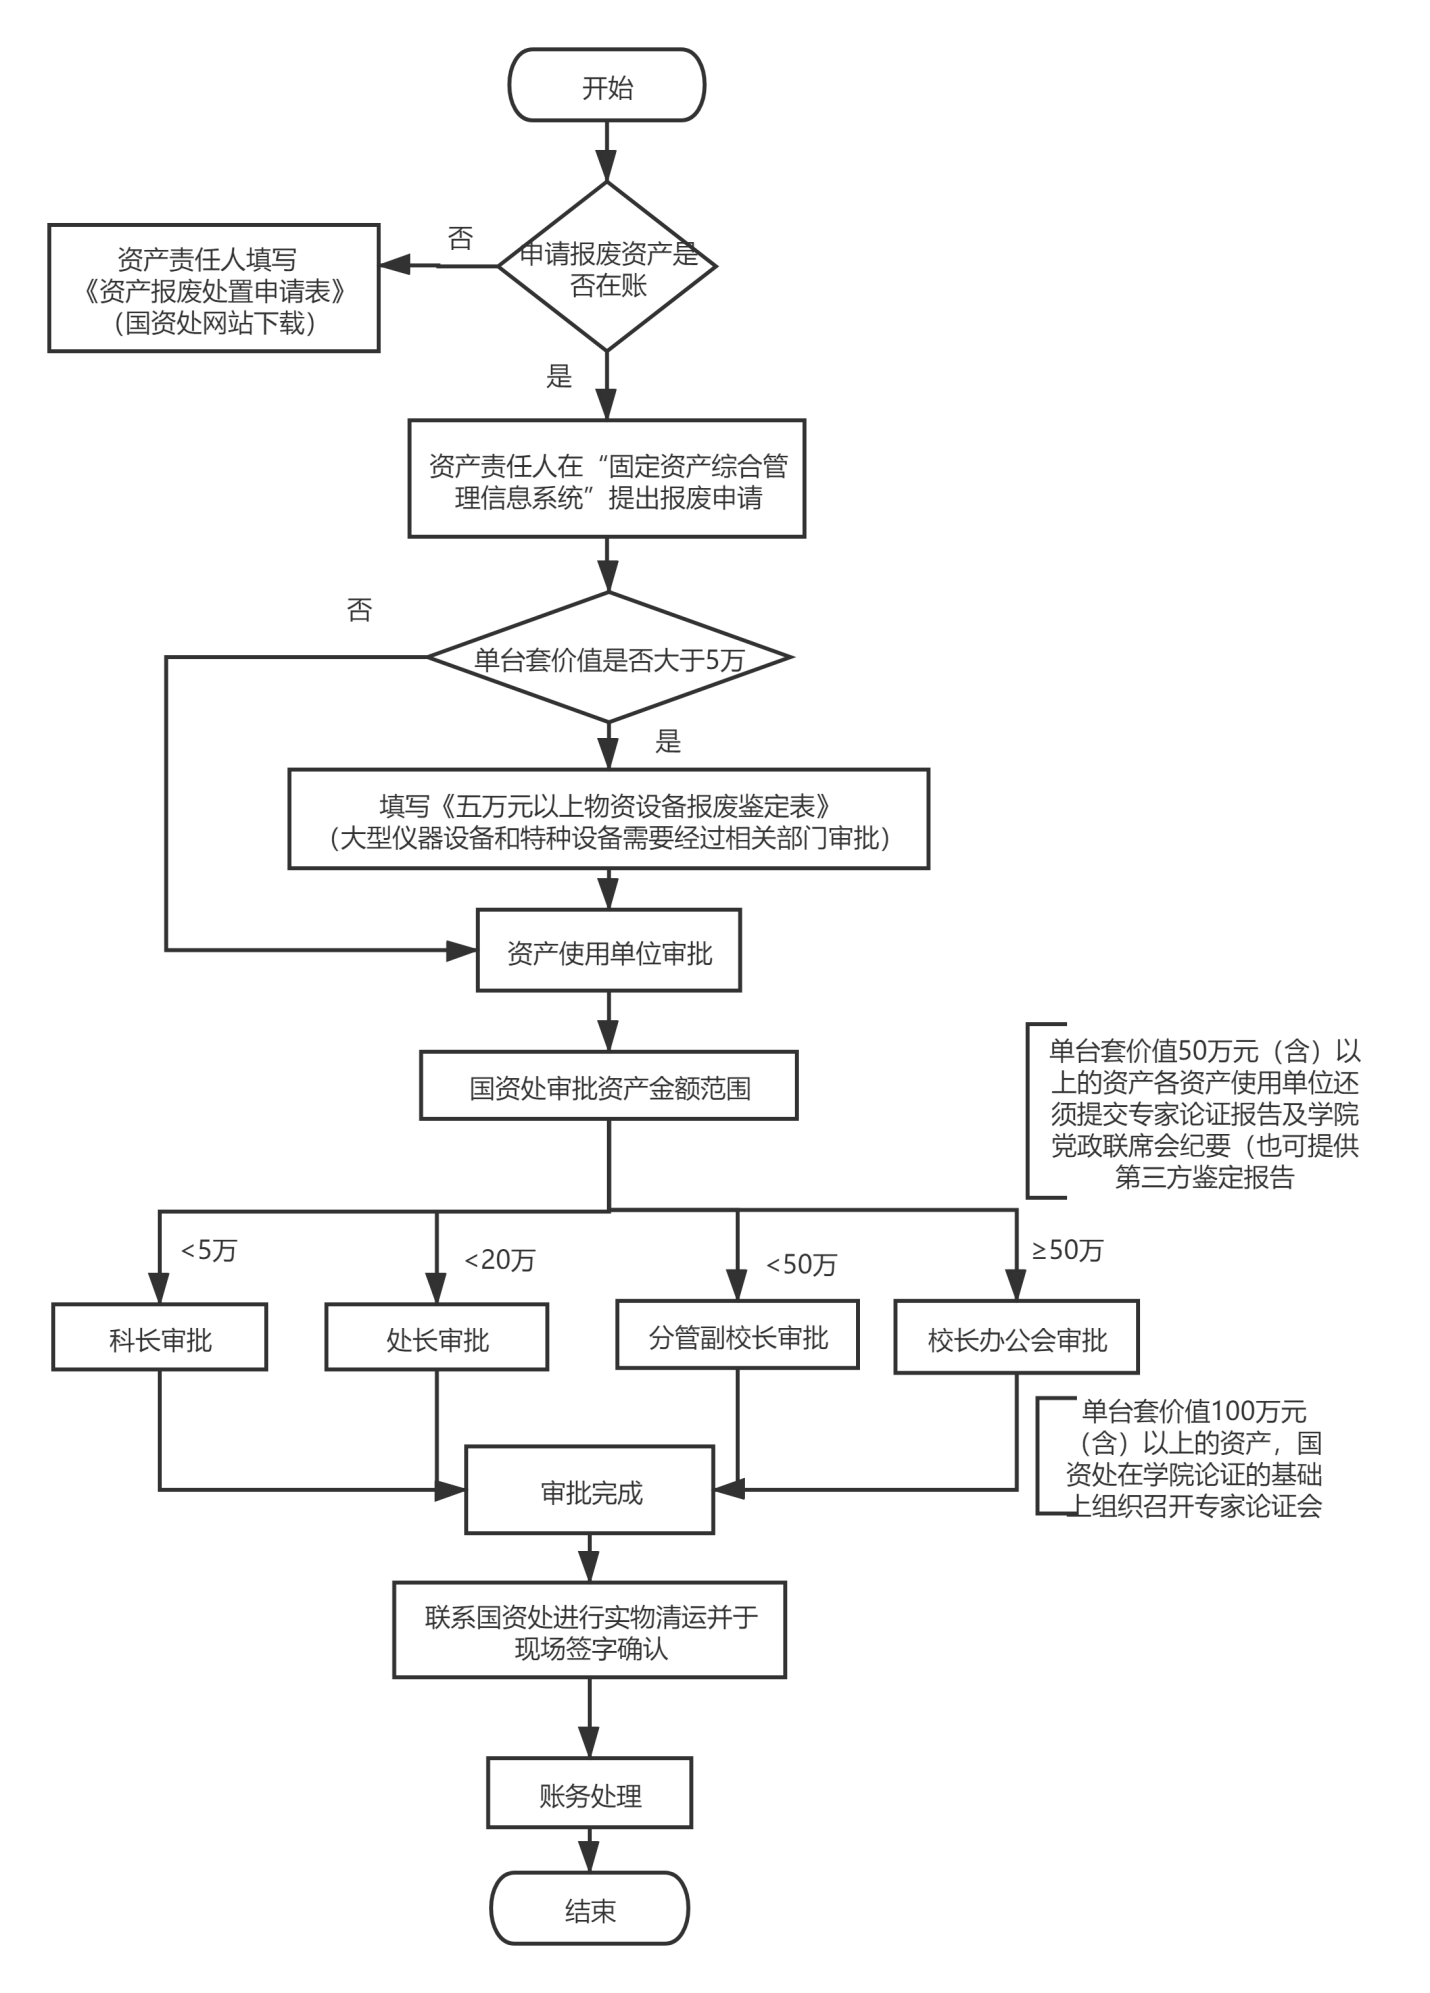 开始
申请报废资产是
否在账
否
资产责任人填写
《资产报废处置申请表》
（国资处网站下载）
是
资产责任人在“固定资产综合管
理信息系统”提出报废申请
否
单台套价值是否大于5万
是
填写《五万元以上物资设备报废鉴定表》
（大型仪器设备和特种设备需要经过相关部门审批）
资产使用单位审批
国资处审批资产金额范围
单台套价值50万元（含）以
上的资产各资产使用单位还
须提交专家论证报告及学院
党政联席会纪要（也可提供
第三方鉴定报告
<5万
<20万
<50万
≥50万
科长审批
处长审批
分管副校长审批
校长办公会审批
单台套价值100万元
（含）以上的资产，国
资处在学院论证的基础
上组织召开专家论证会
审批完成
联系国资处进行实物清运并于
现场签字确认
账务处理
结束